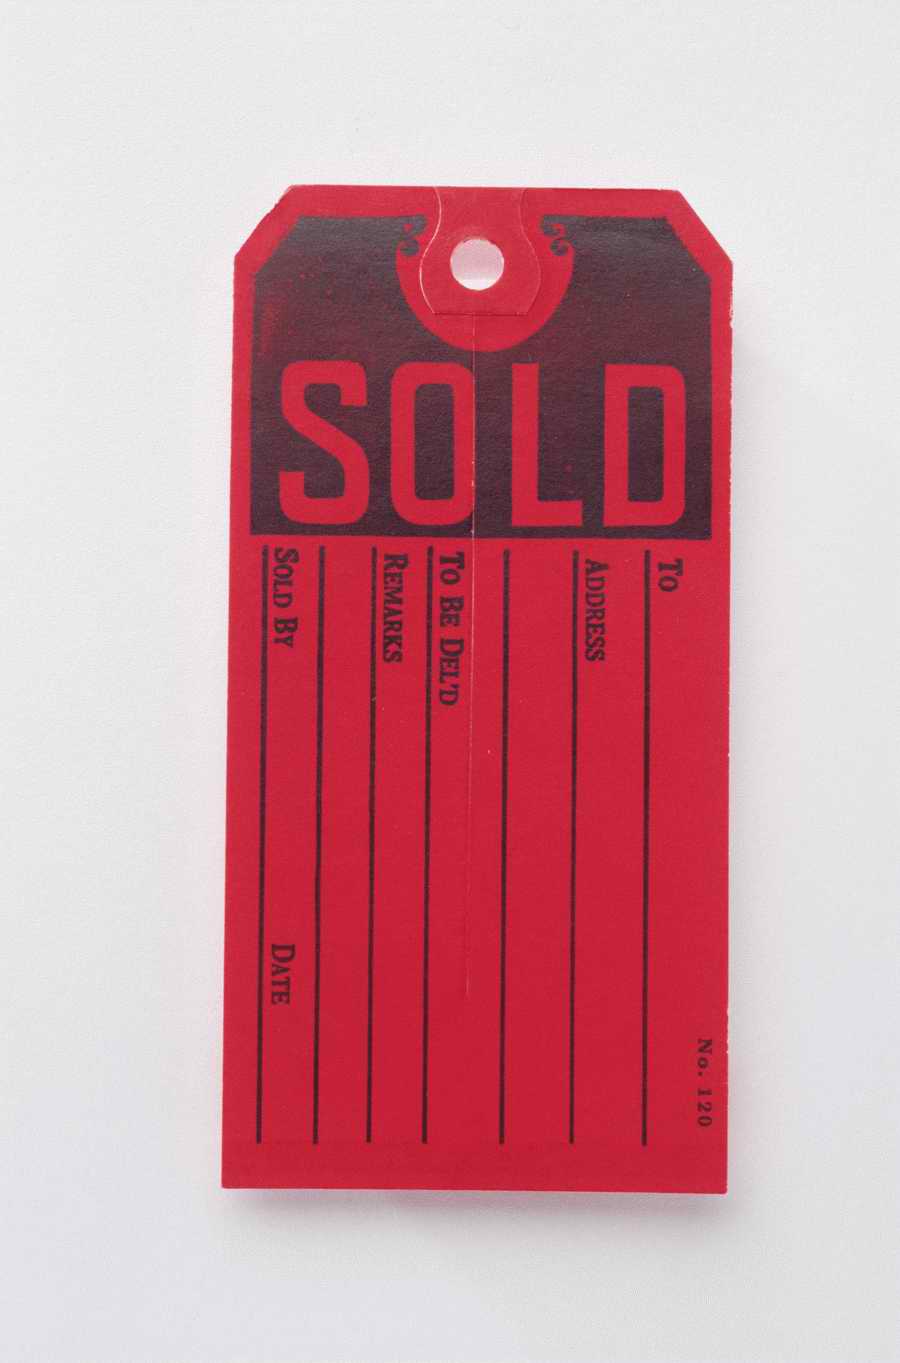 SOLD
No. 120
TO
ADDRESS
TO BE DEL'D
REMARKS
SOLD BY DATE